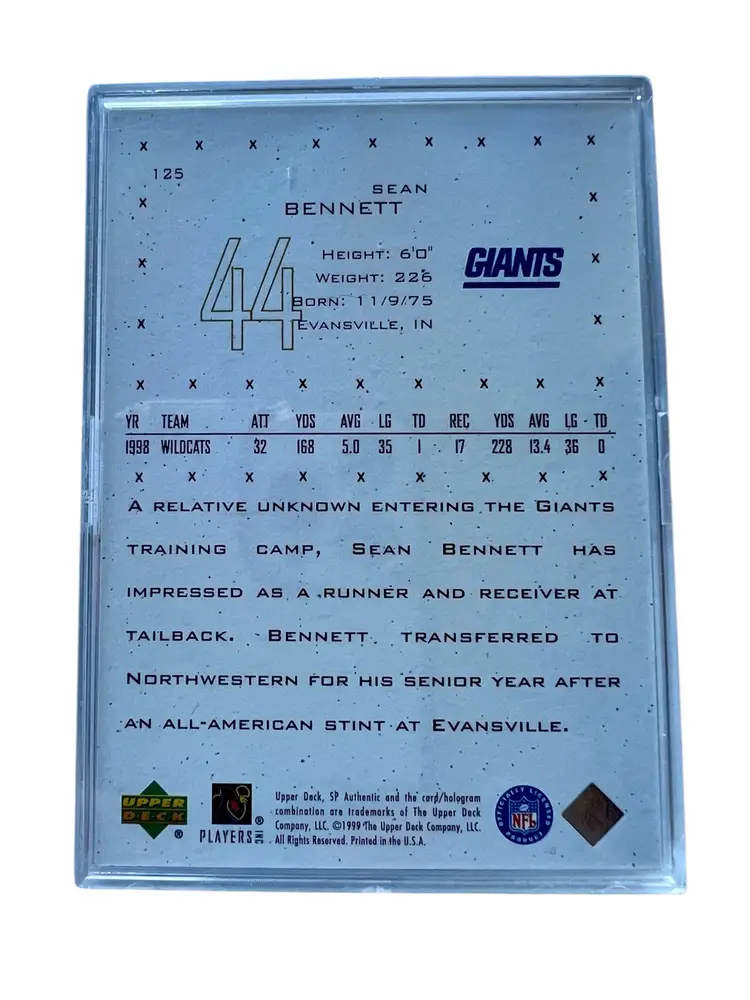 125
SEAN
BENNETT
44
HEIGHT: 6'0"
WEIGHT: 226
BORN: 11/9/75
EVANSVILLE, IN
GIANTS
YR TEAM ATT YDS AVG LG TD REC YDS AVG LG TD
1998 WILDCATS 32 168 5.0 35 1 17 228 13.4 36 0
A RELATIVE UNKNOWN ENTERING THE GIANTS
TRAINING CAMP, SEAN BENNETT HAS
IMPRESSED AS A RUNNER AND RECEIVER AT
TAILBACK. BENNETT TRANSFERRED TO
NORTHWESTERN FOR HIS SENIOR YEAR AFTER
AN ALL-AMERICAN STINT AT EVANSVILLE.
UPPER
DECK
®
PLAYERS INC ®
Upper Deck, SP Authentic and the card/hologram
combination are trademarks of The Upper Deck
Company, LLC. ©1999 The Upper Deck Company, LLC.
All Rights Reserved. Printed in the U.S.A.
OFFICIALLY LICENSED
NFL
PRODUCT